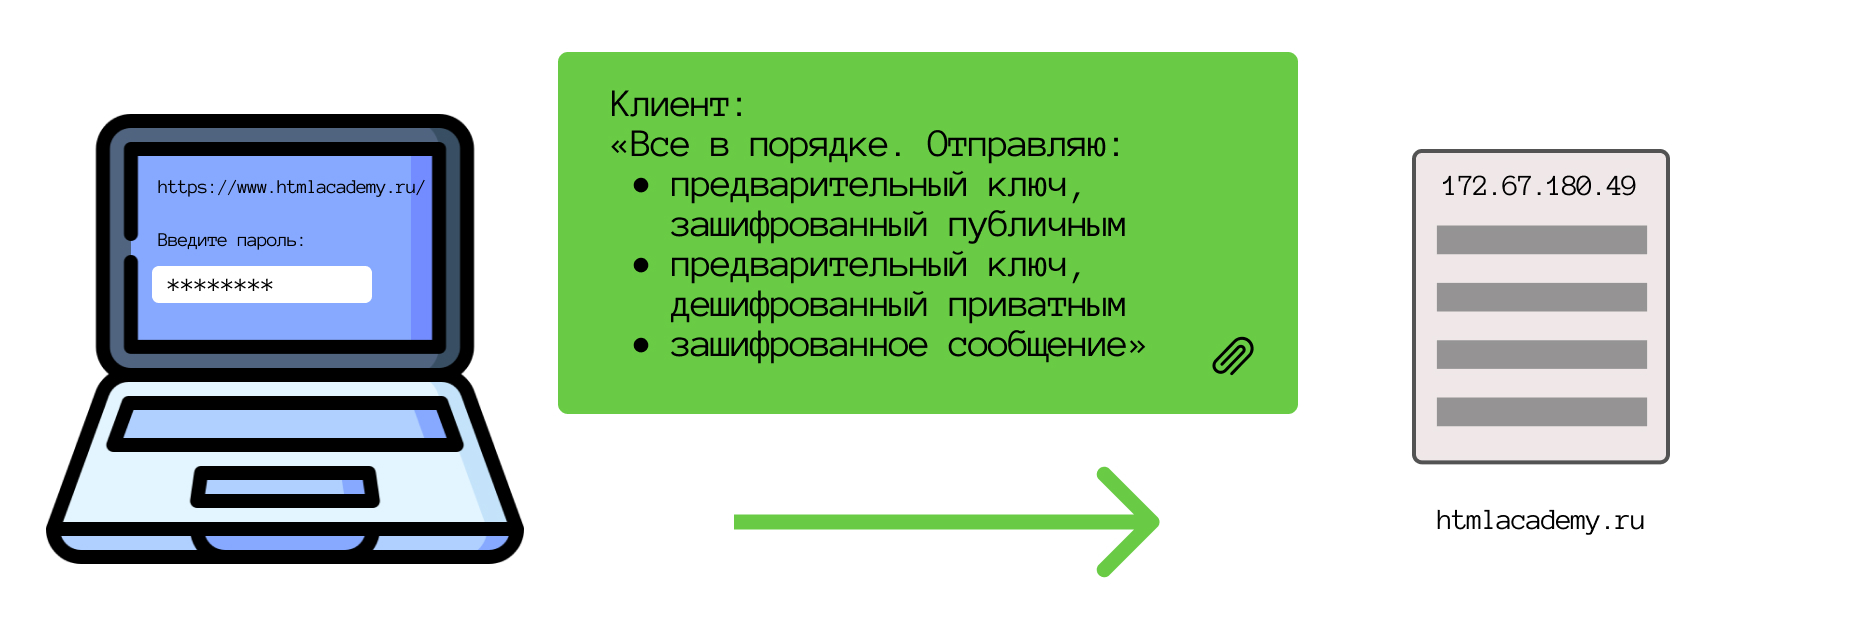 https://www.htmlacademy.ru/
Введите пароль:
********
Клиент:
«Все в порядке. Отправляю:
• предварительный ключ,
зашифрованный публичным
• предварительный ключ,
дешифрованный приватным
• зашифрованное сообщение»
172.67.180.49
htmlacademy.ru